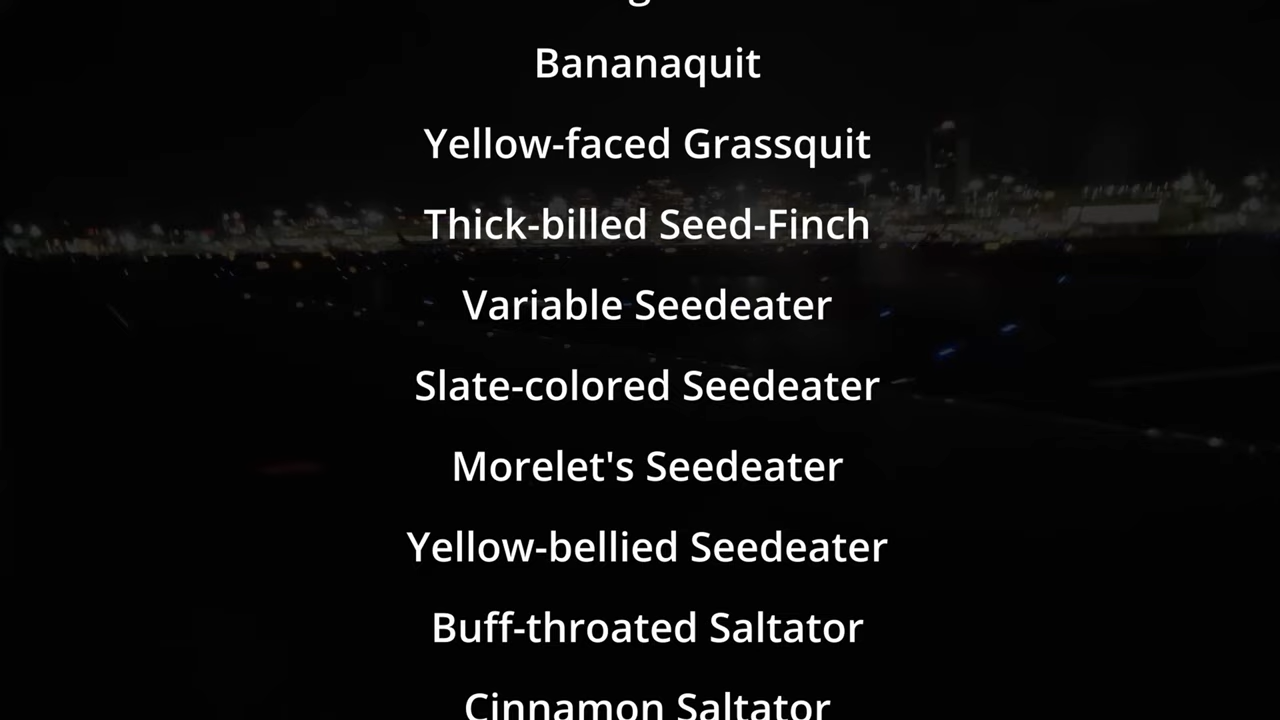 Bananaquit
Yellow-faced Grassquit
Thick-billed Seed-Finch
Variable Seedeater
Slate-colored Seedeater
Morelet's Seedeater
Yellow-bellied Seedeater
Buff-throated Saltator
Cinnamon Saltator